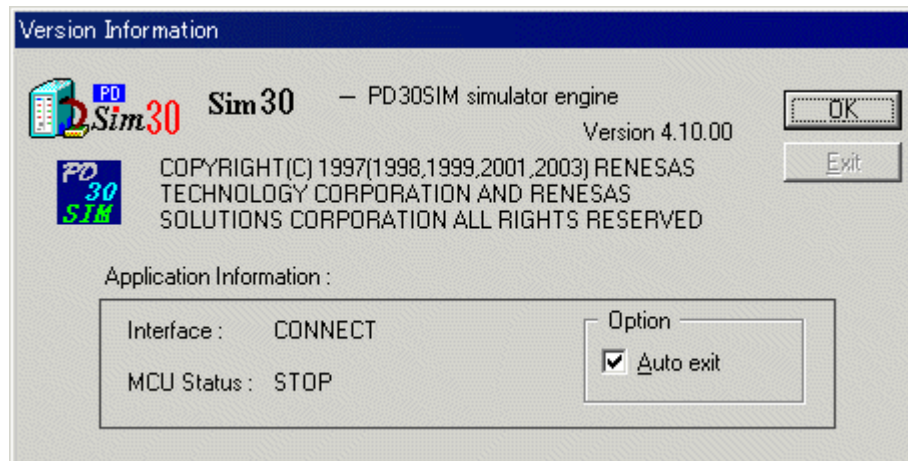 Version Information
PD
Sim30
Sim30 — PD30SIM simulator engine
Version 4.10.00
OK
Exit
PD
30
SIM
COPYRIGHT(C) 1997(1998,1999,2001,2003) RENESAS
TECHNOLOGY CORPORATION AND RENESAS
SOLUTIONS CORPORATION ALL RIGHTS RESERVED
Application Information :
Interface : CONNECT
MCU Status : STOP
Option
Auto exit